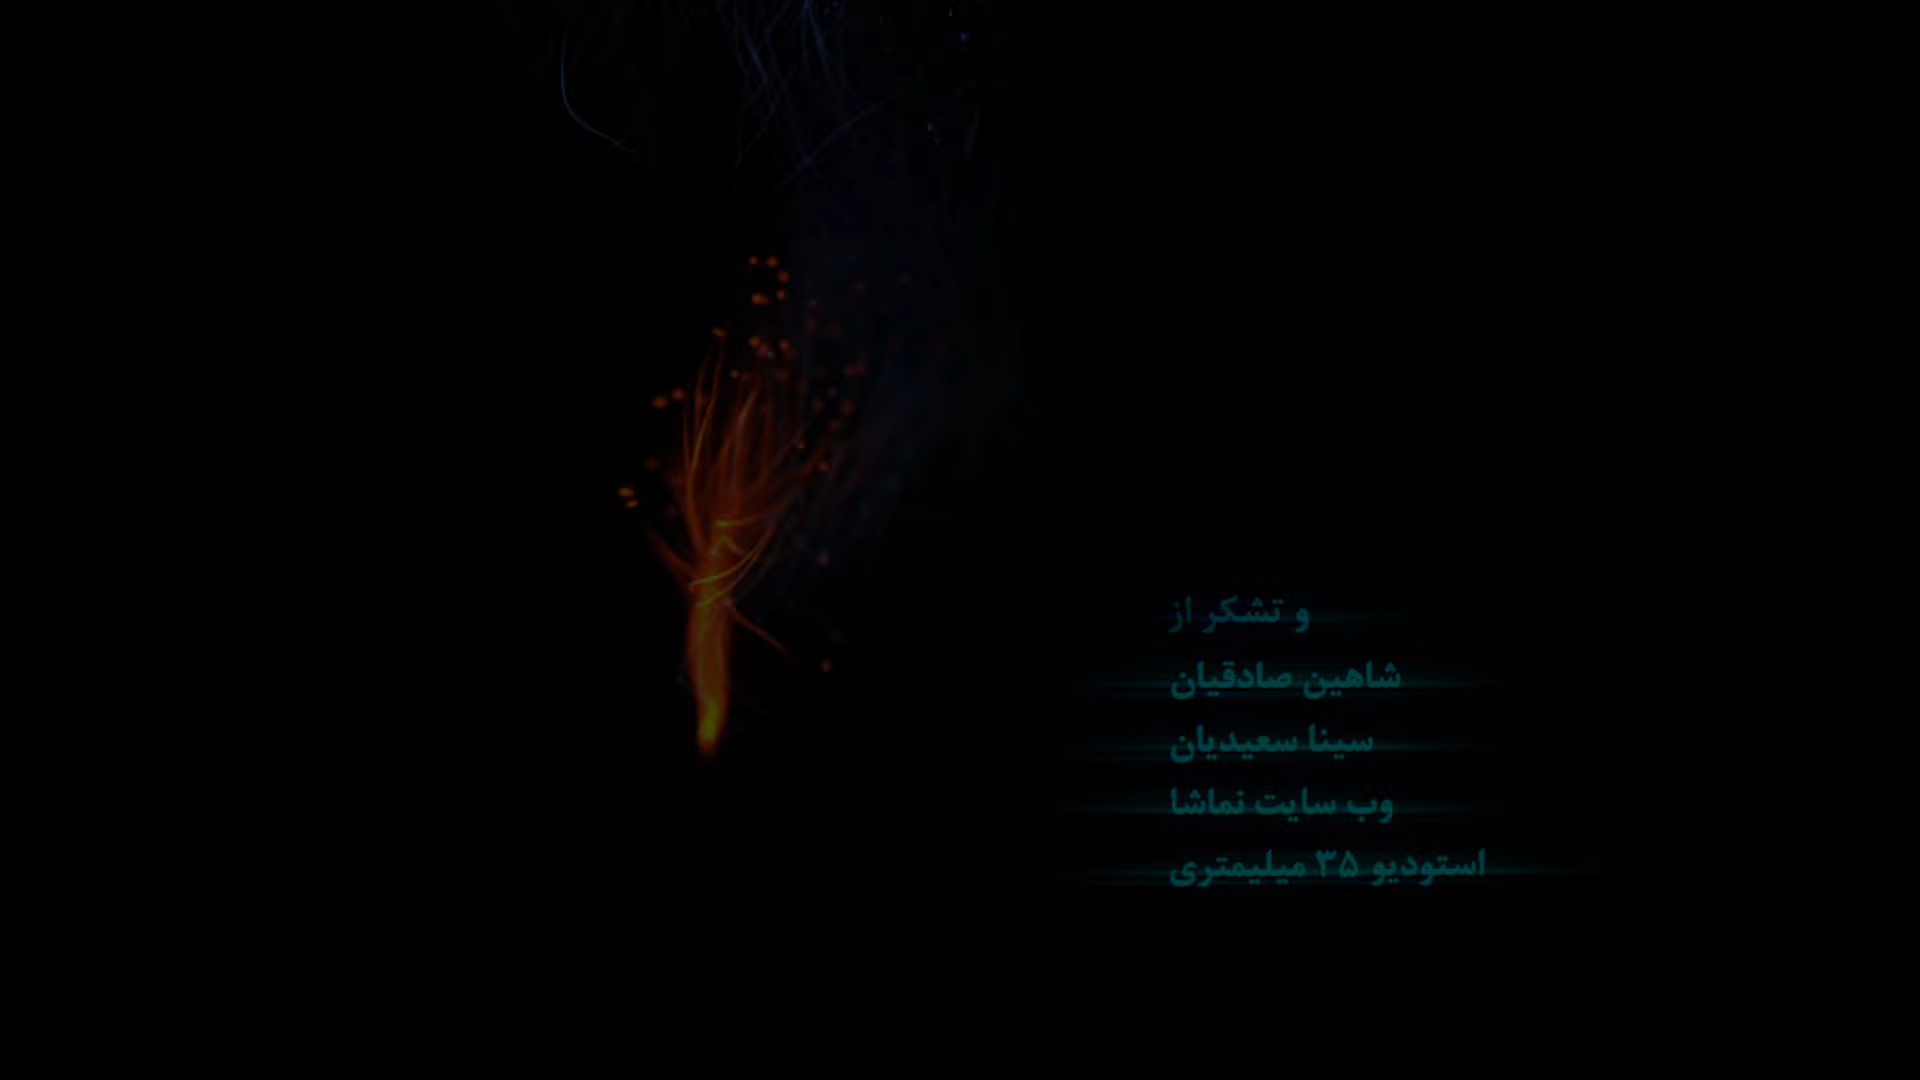 و تشکر از
شاهین صادقیان
سینا سعیدیان
وب سایت نماشا
استودیو ۳۵ میلیمتری